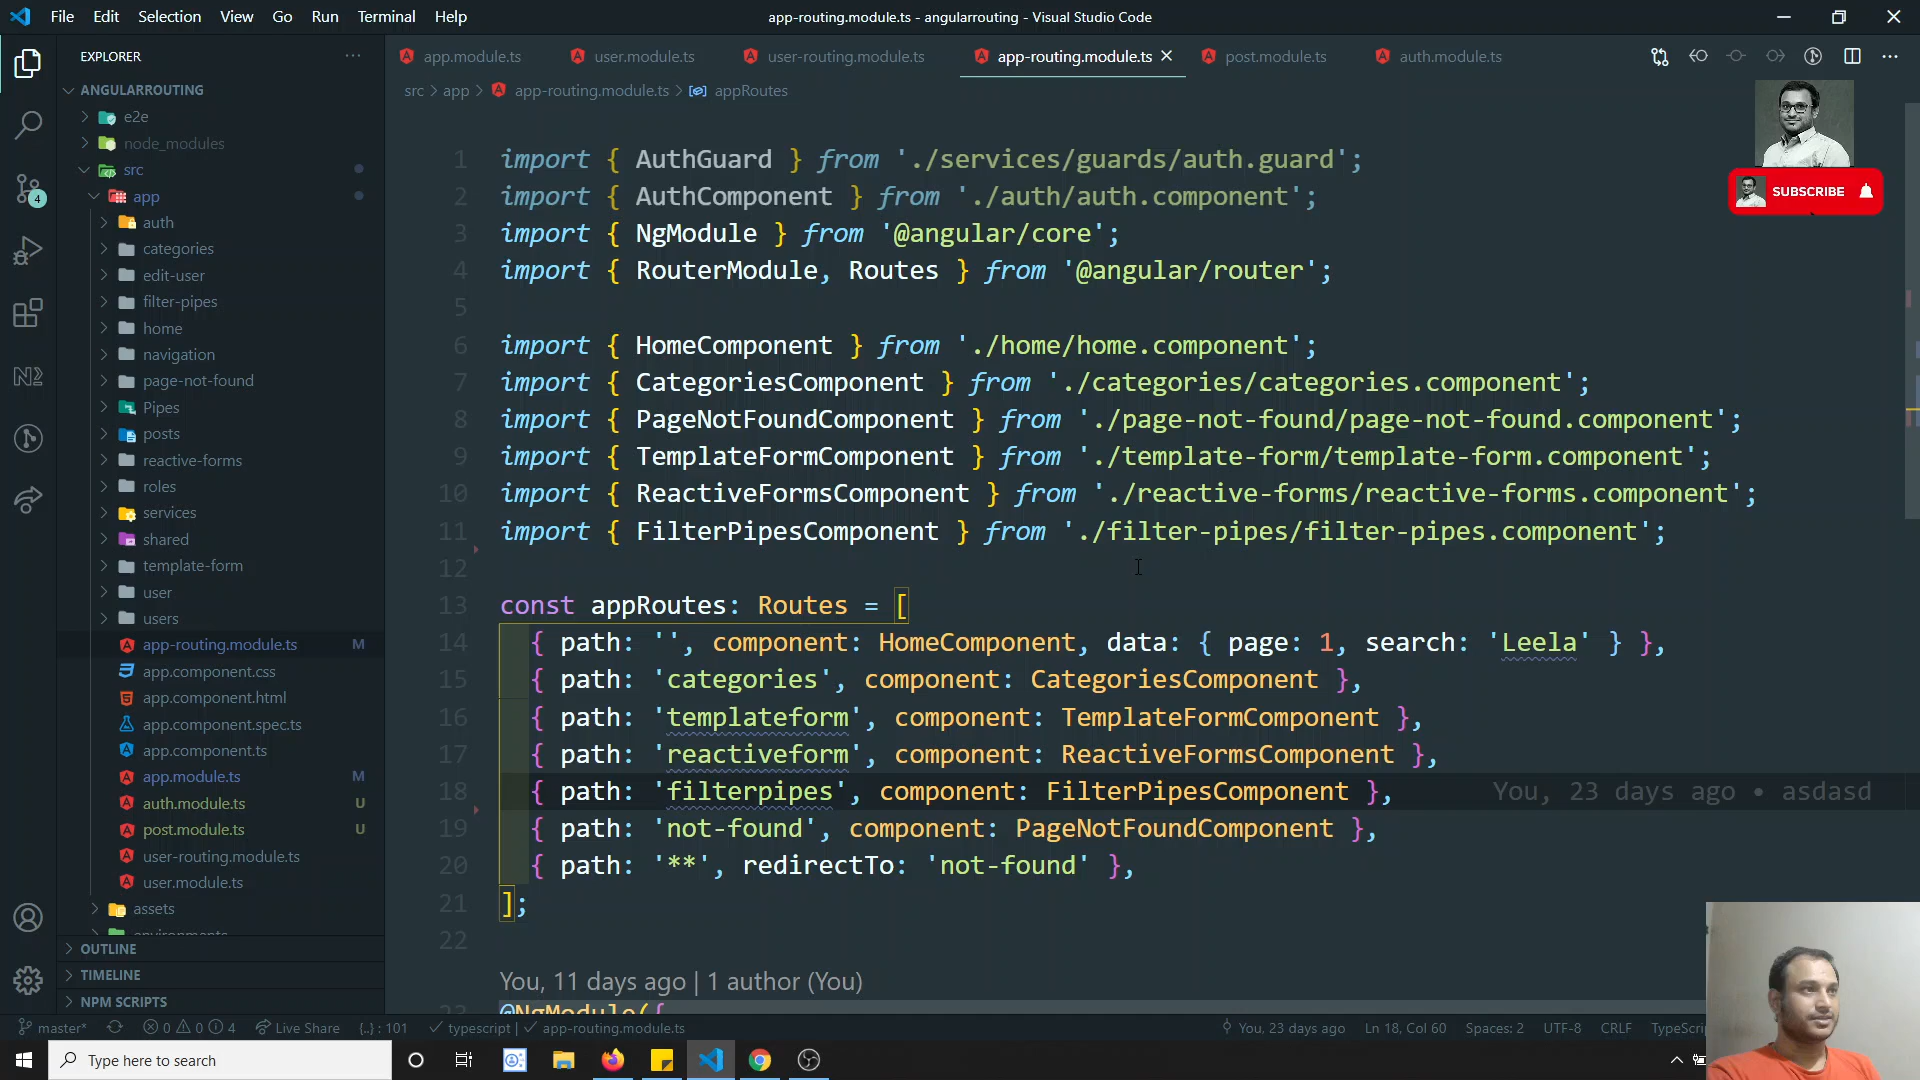 File Edit Selection View Go Run Terminal Help
app-routing.module.ts - angularrouting - Visual Studio Code
EXPLORER
ANGULARROUTING
e2e
node_modules
src
app
auth
categories
edit-user
filter-pipes
home
navigation
page-not-found
Pipes
posts
reactive-forms
roles
services
shared
template-form
user
users
app-routing.module.ts M
app.component.css
app.component.html
app.component.spec.ts
app.component.ts
app.module.ts M
auth.module.ts U
post.module.ts U
user-routing.module.ts
user.module.ts
assets
environments
OUTLINE
TIMELINE
NPM SCRIPTS
4
app.module.ts user.module.ts user-routing.module.ts app-routing.module.ts post.module.ts auth.module.ts
src > app > app-routing.module.ts > appRoutes
SUBSCRIBE
1 import { AuthGuard } from './services/guards/auth.guard';
2 import { AuthComponent } from './auth/auth.component';
3 import { NgModule } from '@angular/core';
4 import { RouterModule, Routes } from '@angular/router';
5
6 import { HomeComponent } from './home/home.component';
7 import { CategoriesComponent } from './categories/categories.component';
8 import { PageNotFoundComponent } from './page-not-found/page-not-found.component';
9 import { TemplateFormComponent } from './template-form/template-form.component';
10 import { ReactiveFormsComponent } from './reactive-forms/reactive-forms.component';
11 import { FilterPipesComponent } from './filter-pipes/filter-pipes.component';
12
13 const appRoutes: Routes = [
14 { path: '', component: HomeComponent, data: { page: 1, search: 'Leela' } },
15 { path: 'categories', component: CategoriesComponent },
16 { path: 'templateform', component: TemplateFormComponent },
17 { path: 'reactiveform', component: ReactiveFormsComponent },
18 { path: 'filterpipes', component: FilterPipesComponent }, You, 23 days ago • asdasd
19 { path: 'not-found', component: PageNotFoundComponent },
20 { path: '**', redirectTo: 'not-found' },
21 ];
22
You, 11 days ago | 1 author (You)
23 @NgModule({
master* 0 0 4 Live Share {..} : 101 typescript | app-routing.module.ts You, 23 days ago Ln 18, Col 60 Spaces: 2 UTF-8 CRLF
Type here to search